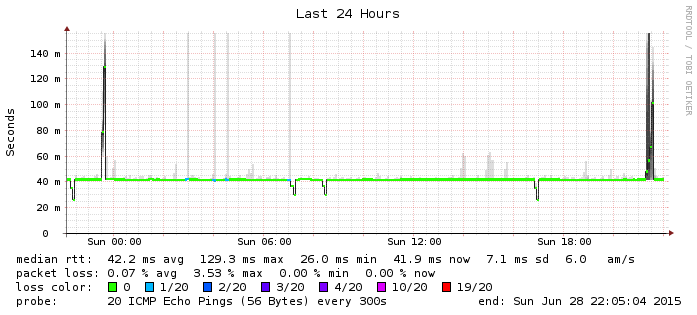 Last 24 Hours
RRDTOOL / TOBI OETIKER
Seconds
140 m
120 m
100 m
80 m
60 m
40 m
20 m
0
Sun 00:00 Sun 06:00 Sun 12:00 Sun 18:00
median rtt: 42.2 ms avg 129.3 ms max 26.0 ms min 41.9 ms now 7.1 ms sd 6.0 am/s
packet loss: 0.07 % avg 3.53 % max 0.00 % min 0.00 % now
loss color: 0 1/20 2/20 3/20 4/20 10/20 19/20
probe: 20 ICMP Echo Pings (56 Bytes) every 300s end: Sun Jun 28 22:05:04 2015